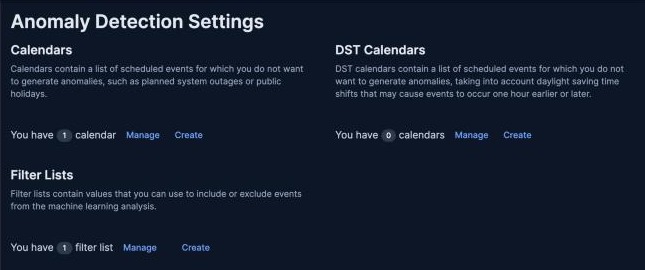 Anomaly Detection Settings
Calendars
Calendars contain a list of scheduled events for which you do not want
to generate anomalies, such as planned system outages or public
holidays.
You have 1 calendar Manage Create
DST Calendars
DST calendars contain a list of scheduled events for which you do not
want to generate anomalies, taking into account daylight saving time
shifts that may cause events to occur one hour earlier or later.
You have 0 calendars Manage Create
Filter Lists
Filter lists contain values that you can use to include or exclude events
from the machine learning analysis.
You have 1 filter list Manage Create